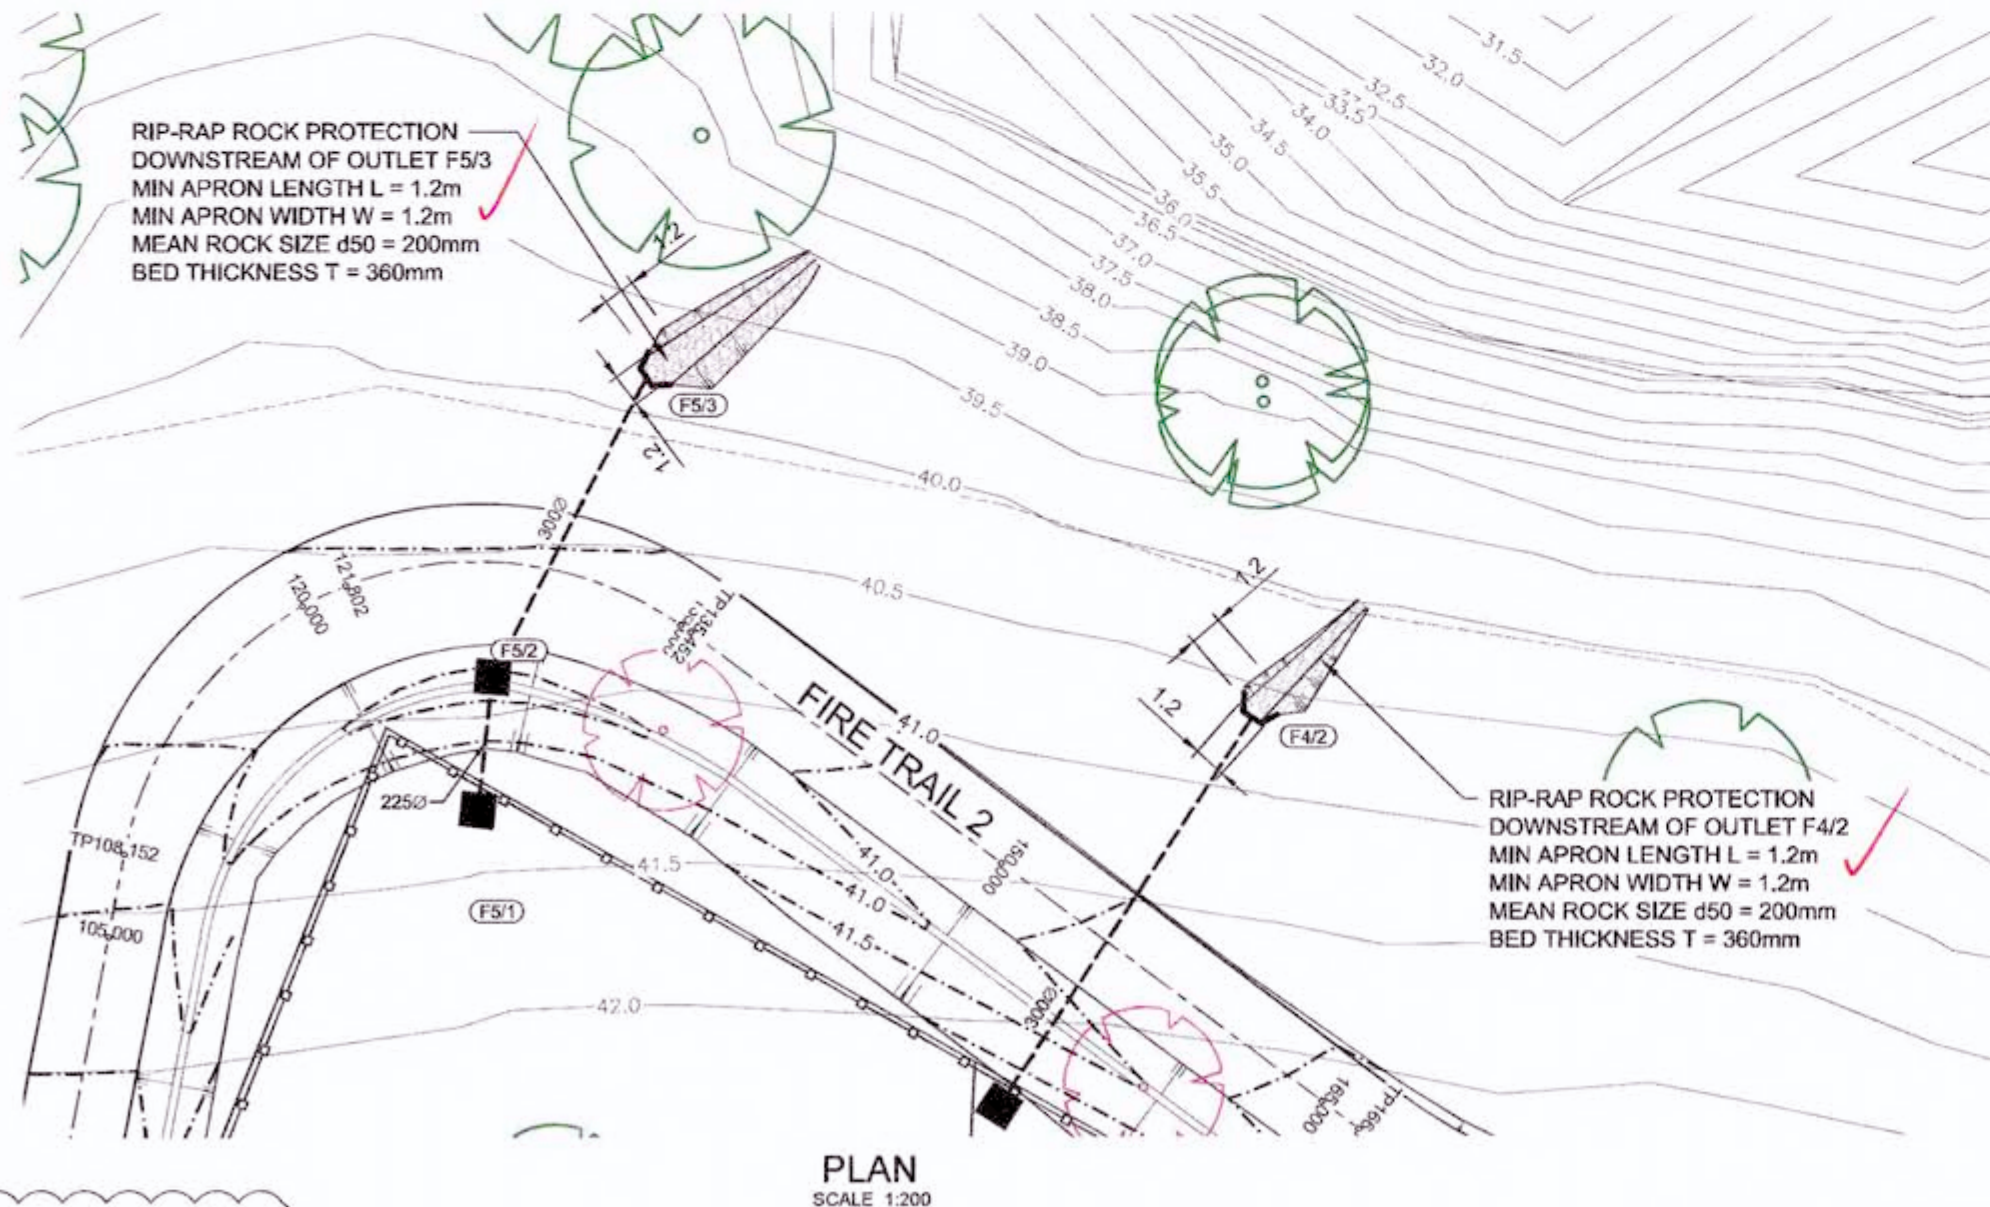 31.5
32.0
32.5
33.0
33.5
34.0
34.5
35.0
35.5
36.0
36.5
37.0
37.5
38.0
38.5
39.0
39.5
40.0
40.5
RIP-RAP ROCK PROTECTION
DOWNSTREAM OF OUTLET F5/3
MIN APRON LENGTH L = 1.2m
MIN APRON WIDTH W = 1.2m
MEAN ROCK SIZE d50 = 200mm
BED THICKNESS T = 360mm
1.2
F5/3
1.2
300Ø
121.802
120.000
TP135.452
F5/2
FIRE TRAIL 2
41.0
1.2
1.2
F4/2
RIP-RAP ROCK PROTECTION
DOWNSTREAM OF OUTLET F4/2
MIN APRON LENGTH L = 1.2m
MIN APRON WIDTH W = 1.2m
MEAN ROCK SIZE d50 = 200mm
BED THICKNESS T = 360mm
225Ø
TP108.152
105.000
F5/1
41.5
41.0
41.0
41.5
150.000
42.0
300Ø
165.000
TP166
PLAN
SCALE 1:200